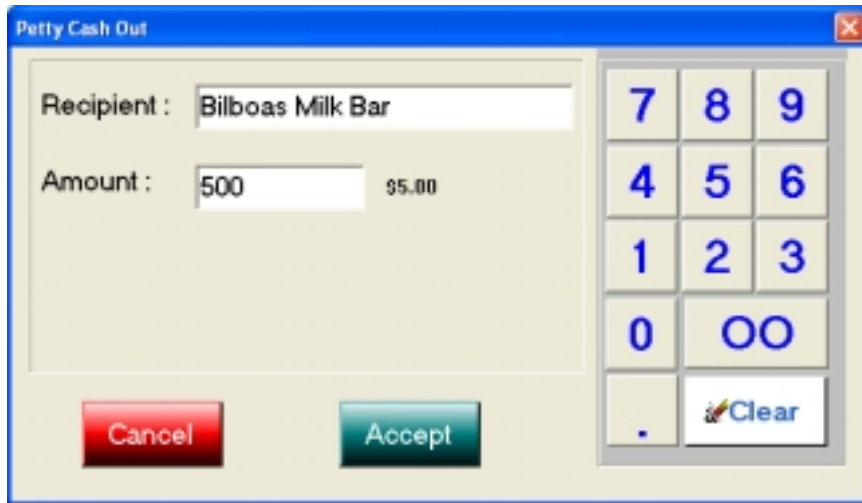 Petty Cash Out
Recipient : Bilboas Milk Bar
Amount : 500 $5.00
Cancel Accept
7 8 9
4 5 6
1 2 3
0 00
. Clear